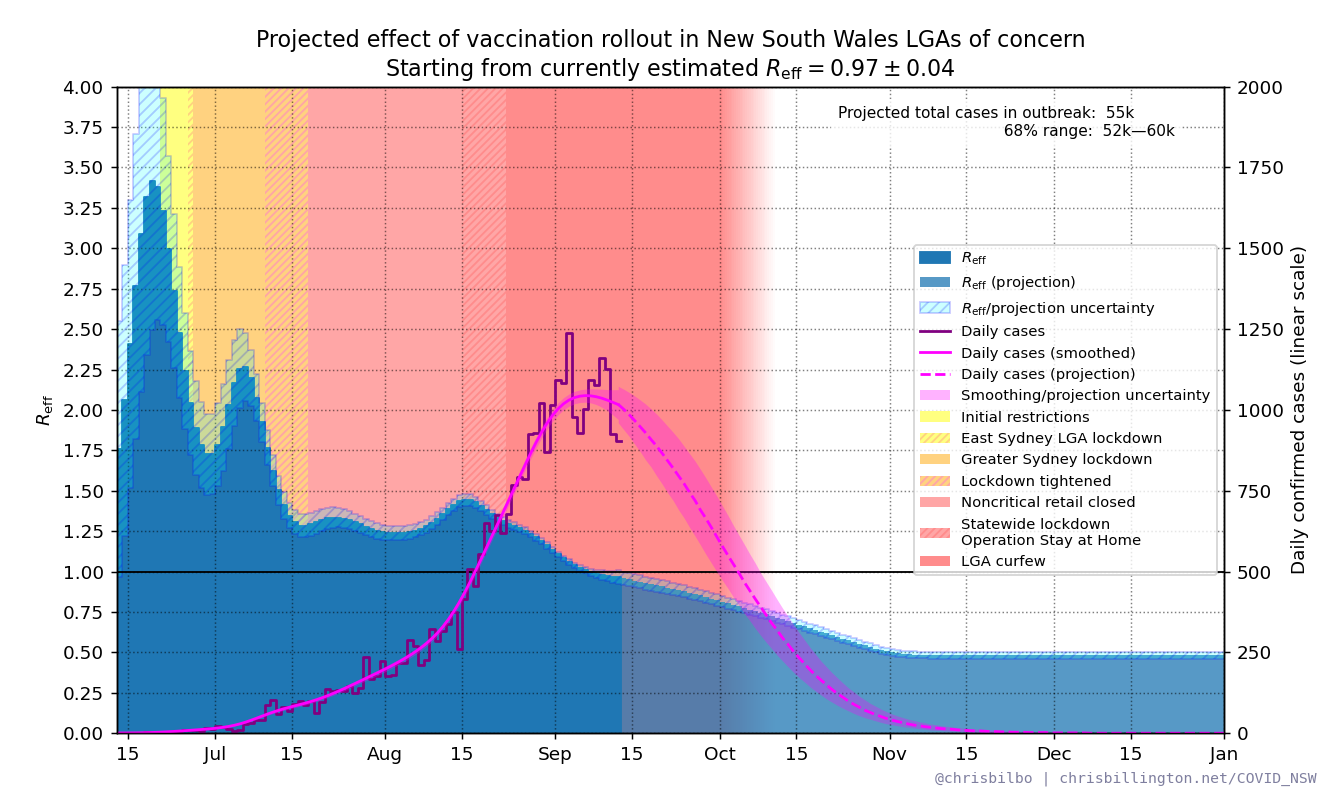 Projected effect of vaccination rollout in New South Wales LGAs of concern
Starting from currently estimated Reff = 0.97 ± 0.04
Projected total cases in outbreak: 55k
68% range: 52k—60k
4.00
3.75
3.50
3.25
3.00
2.75
2.50
2.25
2.00
1.75
1.50
1.25
1.00
0.75
0.50
0.25
0.00
Reff
2000
1750
1500
1250
1000
750
500
250
0
Daily confirmed cases (linear scale)
Reff
Reff (projection)
Reff/projection uncertainty
Daily cases
Daily cases (smoothed)
Daily cases (projection)
Smoothing/projection uncertainty
Initial restrictions
East Sydney LGA lockdown
Greater Sydney lockdown
Lockdown tightened
Noncritical retail closed
Statewide lockdown
Operation Stay at Home
LGA curfew
15 Jul 15 Aug 15 Sep 15 Oct 15 Nov 15 Dec 15 Jan
@chrisbilbo | chrisbillington.net/COVID_NSW